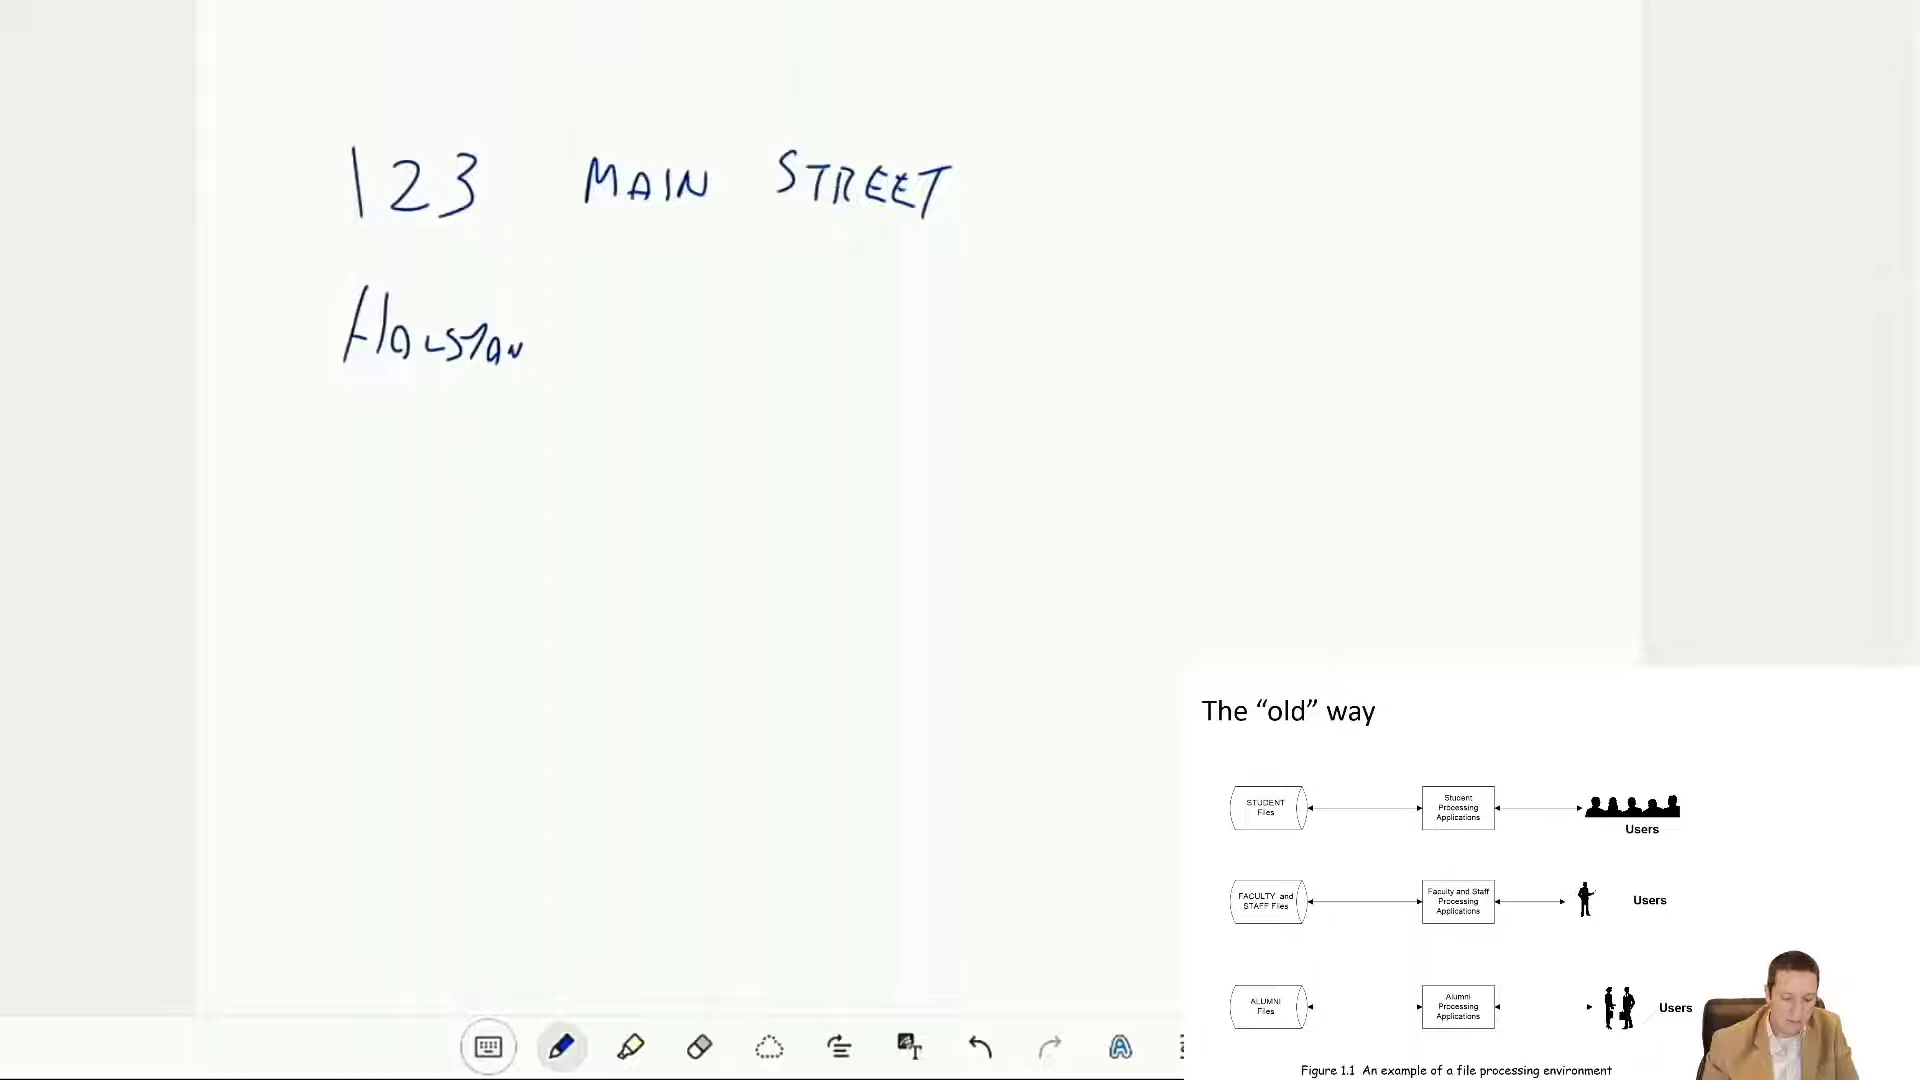 123 MAIN STREET
HOUSTON
The “old” way
STUDENT
Files
Student
Processing
Applications
Users
FACULTY and
STAFF Files
Faculty and Staff
Processing
Applications
Users
ALUMNI
Files
Alumni
Processing
Applications
Users
Figure 1.1 An example of a file processing environment